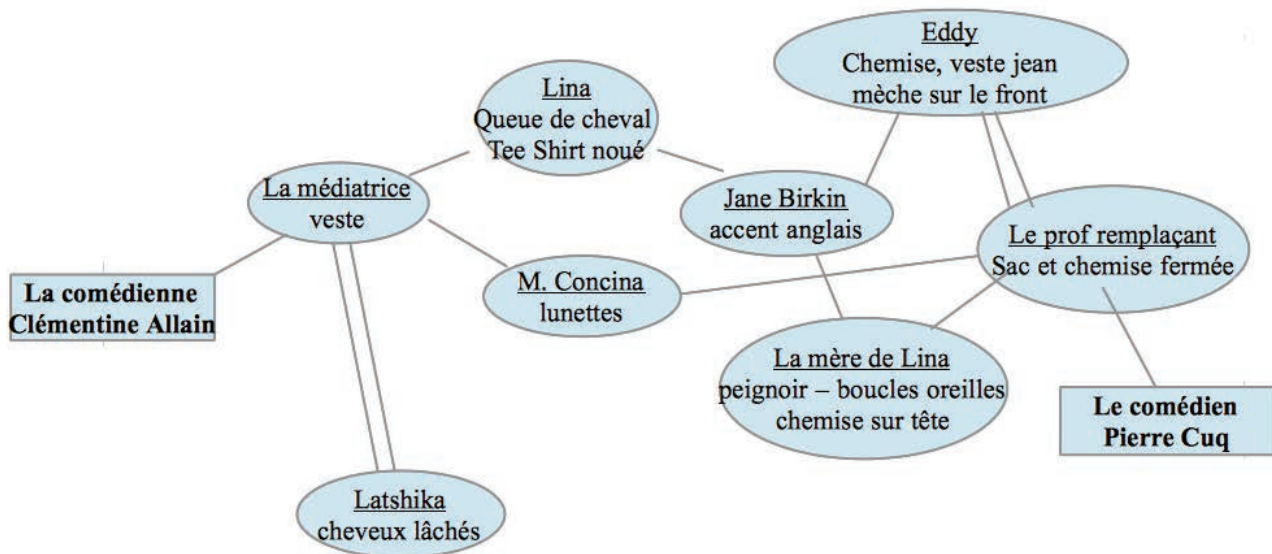 Eddy
Chemise, veste jean
mèche sur le front
Lina
Queue de cheval
Tee Shirt noué
La médiatrice
veste
Jane Birkin
accent anglais
Le prof remplaçant
Sac et chemise fermée
La comédienne
Clémentine Allain
M. Concina
lunettes
La mère de Lina
peignoir – boucles oreilles
chemise sur tête
Le comédien
Pierre Cuq
Latshika
cheveux lâchés